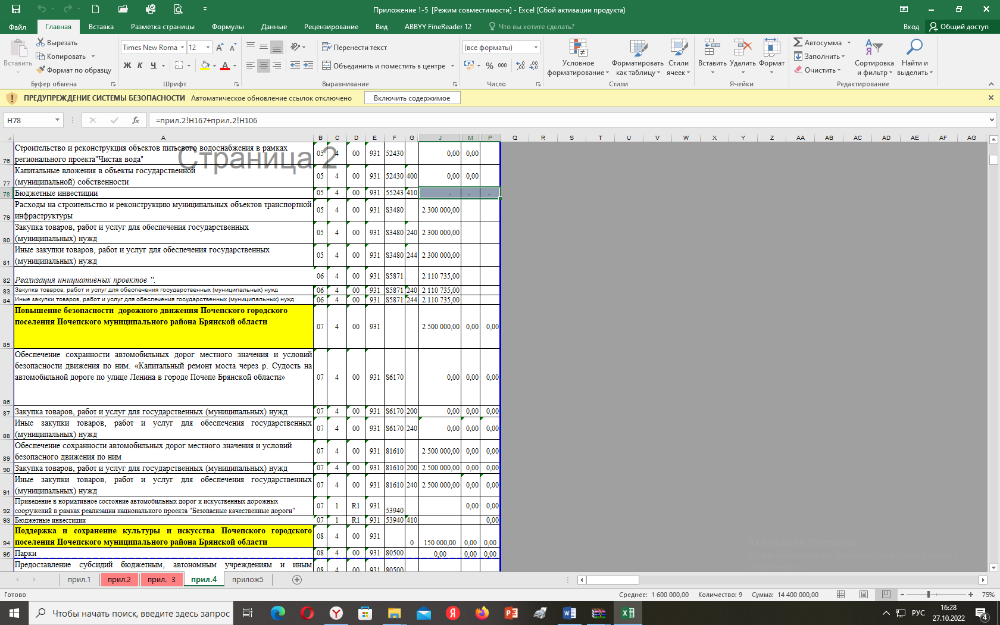 Приложение 1-5 [Режим совместимости] - Excel (Сбой активации продукта)
Файл Главная Вставка Разметка страницы Формулы Данные Рецензирование Вид ABBYY FineReader 12 Что вы хотите сделать? Вход Общий доступ
Вставить Вырезать Копировать Формат по образцу
Times New Roma 12
Ж К Ч
Перенести текст
Объединить и поместить в центре
(все форматы)
% 000
Условное форматирование Форматировать как таблицу Стили ячеек
Вставить Удалить Формат
Автосумма Заполнить Очистить
Сортировка и фильтр Найти и выделить
Буфер обмена Шрифт Выравнивание Число Стили Ячейки Редактирование
ПРЕДУПРЕЖДЕНИЕ СИСТЕМЫ БЕЗОПАСНОСТИ Автоматическое обновление ссылок отключено Включить содержимое
H78 fx =прил.2!H167+прил.2!H106
A B C D E F G J M P Q R S T U V W X Y Z AA AB AC AD AE AF AG
Страница 2
76 Строительство и реконструкция объектов питьевого водоснабжения в рамках регионального проекта"Чистая вода" 05 4 00 931 52430 0,00 0,00
77 Капитальные вложения в объекты государственной (муниципальной) собственности 05 4 00 931 52430 400 0,00 0,00
78 Бюджетные инвестиции 05 4 00 931 55243 410 - - -
79 Расходы на строительство и реконструкцию муниципальных объектов транспортной инфраструктуры 05 4 00 931 S3480 2 300 000,00
80 Закупка товаров, работ и услуг для обеспечения государственных (муниципальных) нужд 05 4 00 931 S3480 240 2 300 000,00
81 Иные закупки товаров, работ и услуг для обеспечения государственных (муниципальных) нужд 05 4 00 931 S3480 244 2 300 000,00
82 Реализация инициативных проектов ". 06 4 00 931 S5871 2 110 735,00
83 Закупка товаров, работ и услуг для обеспечения государственных (муниципальных) нужд 06 4 00 931 S5871 240 2 110 735,00
84 Иные закупки товаров, работ и услуг для обеспечения государственных (муниципальных) нужд 06 4 00 931 S5871 244 2 110 735,00
85 Повышение безопасности дорожного движения Почепского городского поселения Почепского муниципального района Брянской области 07 4 00 931 2 500 000,00 0,00 0,00
86 Обеспечение сохранности автомобильных дорог местного значения и условий безопасности движения по ним. «Капитальный ремонт моста через р. Судость на автомобильной дороге по улице Ленина в городе Почепе Брянской области» 07 4 00 931 S6170 0,00 0,00 0,00
87 Закупка товаров, работ и услуг для государственных (муниципальных) нужд 07 4 00 931 S6170 200 0,00 0,00 0,00
88 Иные закупки товаров, работ и услуг для обеспечения государственных (муниципальных) нужд 07 4 00 931 S6170 240 0,00 0,00 0,00
89 Обеспечение сохранности автомобильных дорог местного значения и условий безопасного движения по ним 07 4 00 931 81610 2 500 000,00 0,00 0,00
90 Закупка товаров, работ и услуг для государственных (муниципальных) нужд 07 4 00 931 81610 200 2 500 000,00 0,00 0,00
91 Иные закупки товаров, работ и услуг для обеспечения государственных (муниципальных) нужд 07 4 00 931 81610 240 2 500 000,00 0,00 0,00
92 Приведение в нормативное состояние автомобильных дорог и искуственных дорожных сооружений в рамках реализации национального проекта "Безопасные качественные дороги" 07 1 R1 931 53940 0,00 0,00
93 Бюджетные инвестиции 07 1 R1 931 53940 410 0,00
94 Поддержка и сохранение культуры и искусства Почепского городского поселения Почепского муниципального района Брянской области 08 4 00 931 0 150 000,00 0,00 0,00
95 Парки 08 4 00 931 80500 0,00 0,00 0,00
Предоставление субсидий бюджетным, автономным учреждениям и иным 08 4 00 931 80500
Активация Windows
прил.1 прил.2 прил. 3 прил.4 прилож5
Готово Среднее: 1 600 000,00 Количество: 9 Сумма: 14 400 000,00 75%
Чтобы начать поиск, введите здесь запрос
РУС 16:28 27.10.2022 4